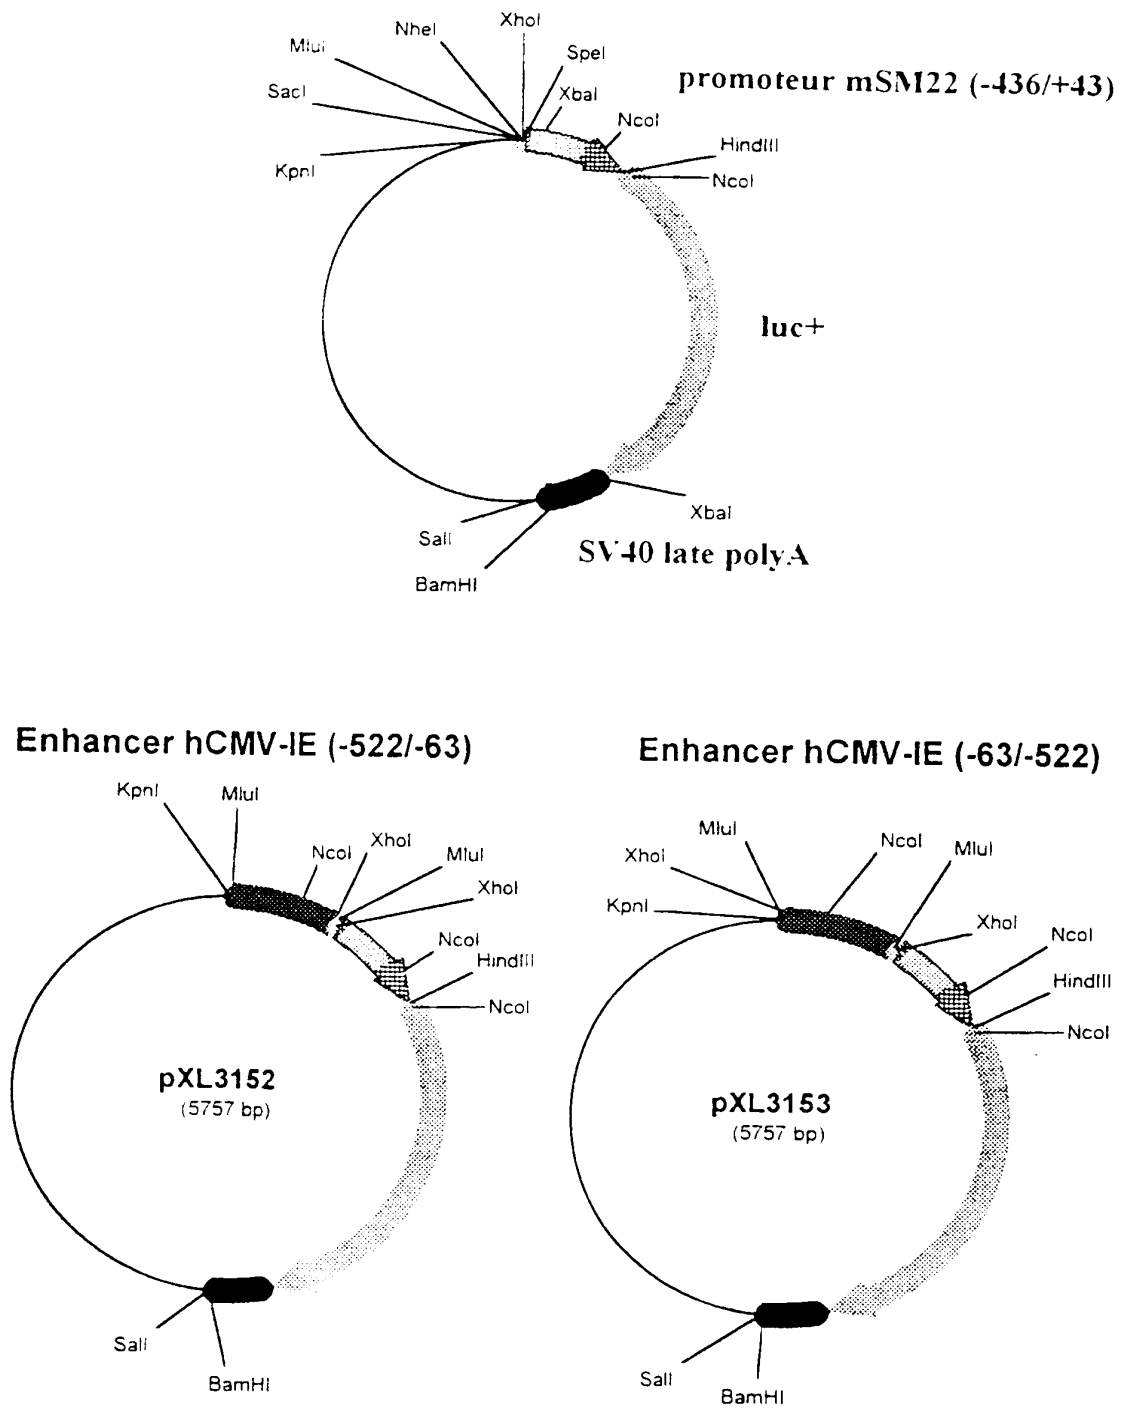 XhoI
NheI
SpeI
MluI
promoteur mSM22 (-436/+43)
SacI
XbaI
NcoI
HindIII
KpnI
NcoI
luc+
XbaI
SalI
SV40 late polyA
BamHI
Enhancer hCMV-IE (-522/-63)
KpnI
MluI
NcoI
XhoI
MluI
XhoI
NcoI
HindIII
NcoI
pXL3152
(5757 bp)
SalI
BamHI
Enhancer hCMV-IE (-63/-522)
MluI
NcoI
MluI
XhoI
KpnI
XhoI
NcoI
HindIII
NcoI
pXL3153
(5757 bp)
SalI
BamHI